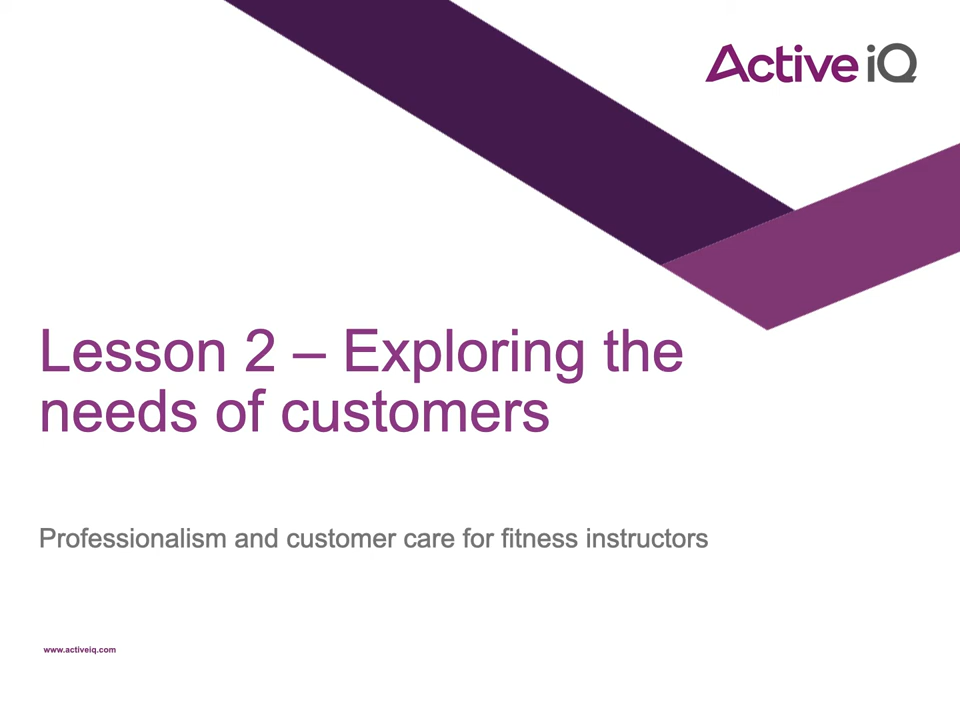 Active iQ
Lesson 2 – Exploring the
needs of customers
Professionalism and customer care for fitness instructors
www.activeiq.com